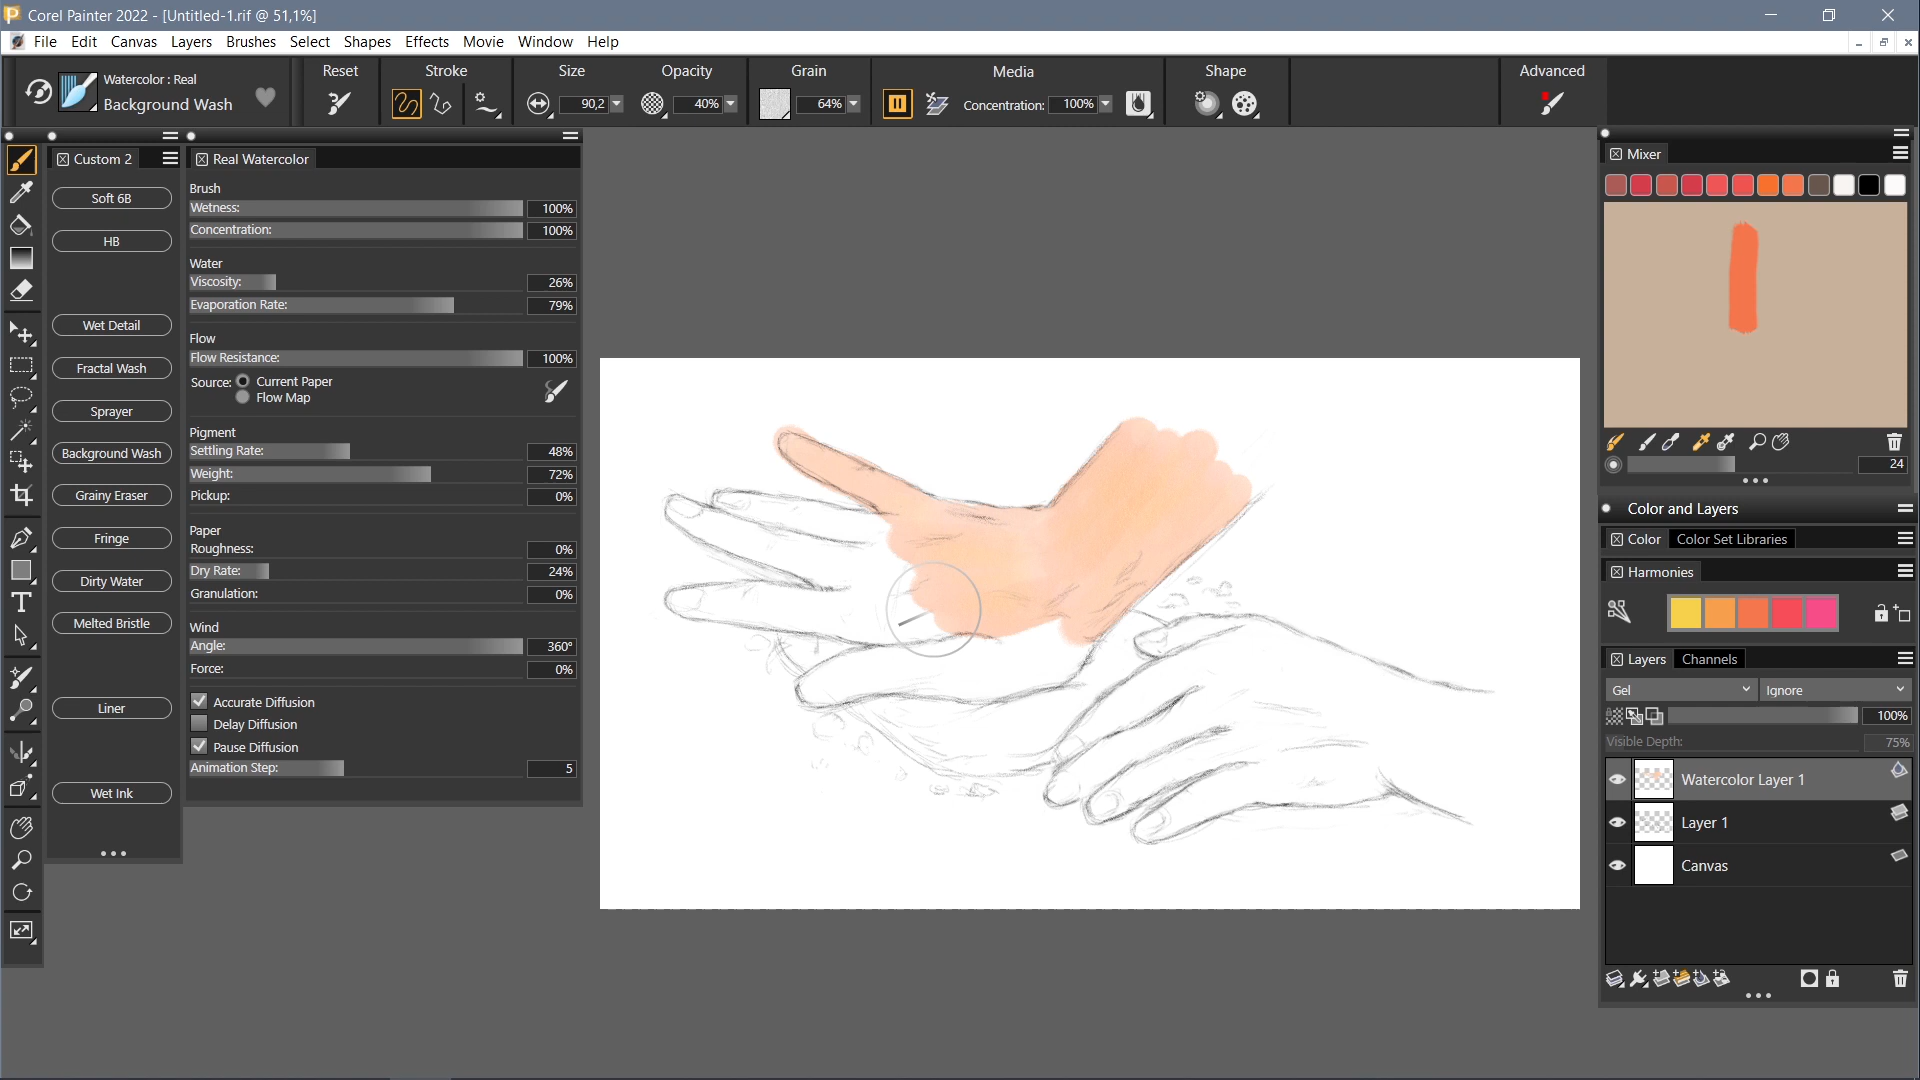 Corel Painter 2022 - [Untitled-1.rif @ 51,1%]
File Edit Canvas Layers Brushes Select Shapes Effects Movie Window Help
Reset Stroke Size Opacity Grain Media Shape Advanced
Watercolor : Real
Background Wash
90,2 40% 64% Concentration: 100%
Custom 2
Soft 6B
HB
Wet Detail
Fractal Wash
Sprayer
Background Wash
Grainy Eraser
Fringe
Dirty Water
Melted Bristle
Liner
Wet Ink
Real Watercolor
Brush
Wetness: 100%
Concentration: 100%
Water
Viscosity: 26%
Evaporation Rate: 79%
Flow
Flow Resistance: 100%
Source: Current Paper
Flow Map
Pigment
Settling Rate: 48%
Weight: 72%
Pickup: 0%
Paper
Roughness: 0%
Dry Rate: 24%
Granulation: 0%
Wind
Angle: 360°
Force: 0%
Accurate Diffusion
Delay Diffusion
Pause Diffusion
Animation Step: 5
Mixer
24
Color and Layers
Color Color Set Libraries
Harmonies
Layers Channels
Gel Ignore
100%
Visible Depth: 75%
Watercolor Layer 1
Layer 1
Canvas